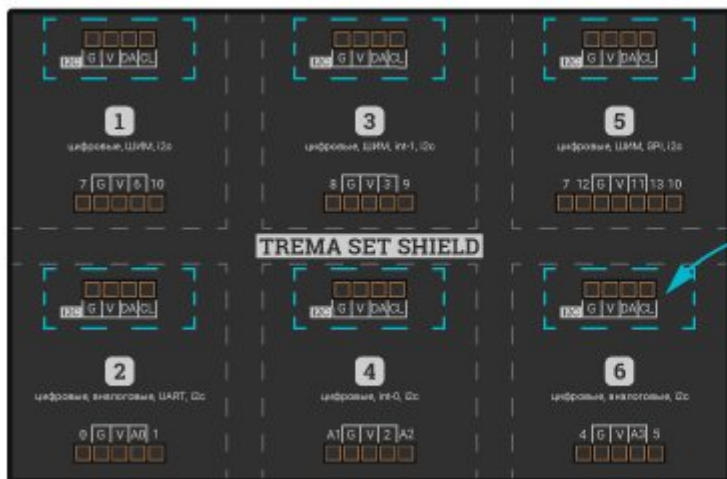 I2C G V DA CL
I2C G V DA CL
I2C G V DA CL
1
3
5
цифровые, ШИМ, i2c
цифровые, ШИМ, int-1, i2c
цифровые, ШИМ, SPI, i2c
7 G V 6 10
8 G V 3 9
7 12 G V 11 13 10
TREMA SET SHIELD
I2C G V DA CL
I2C G V DA CL
I2C G V DA CL
2
4
6
цифровые, аналоговые, UART, i2c
цифровые, int-0, i2c
цифровые, аналоговые, i2c
0 G V A0 1
A1 G V 2 A2
4 G V A3 5